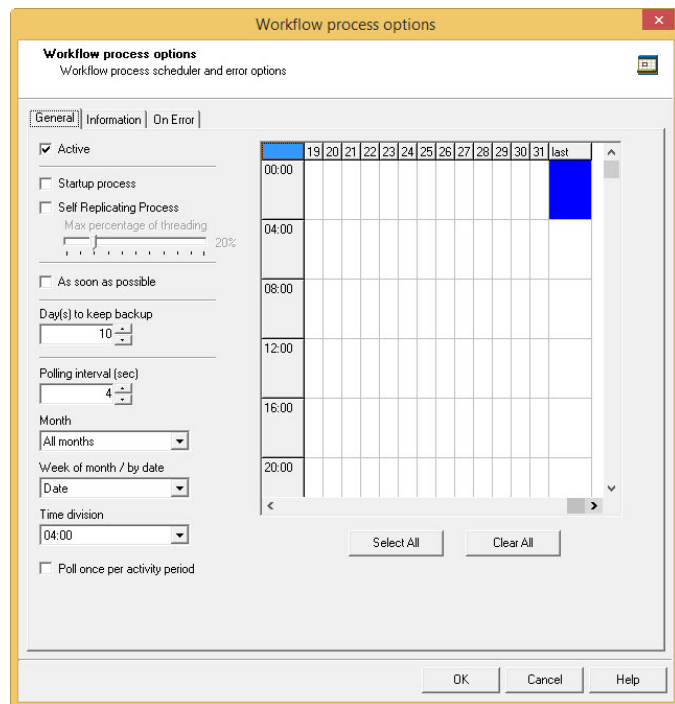 Workflow process options
Workflow process options
Workflow process scheduler and error options
General Information On Error
Active
Startup process
Self Replicating Process
Max percentage of threading
20%
As soon as possible
Day(s) to keep backup
10
Polling interval (sec)
4
Month
All months
Week of month / by date
Date
Time division
04:00
Poll once per activity period
19 20 21 22 23 24 25 26 27 28 29 30 31 last
00:00
04:00
08:00
12:00
16:00
20:00
Select All Clear All
OK Cancel Help